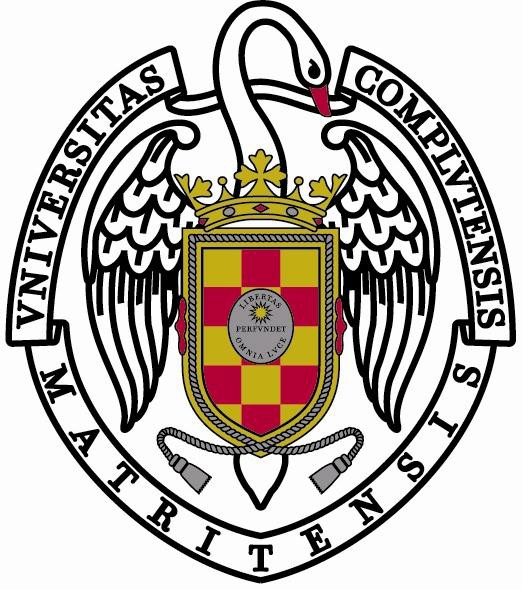 VNIVERSITAS
COMPLVTENSIS
MATRITENSIS
LIBERTAS
PERFVNDET
OMNIA LVCE